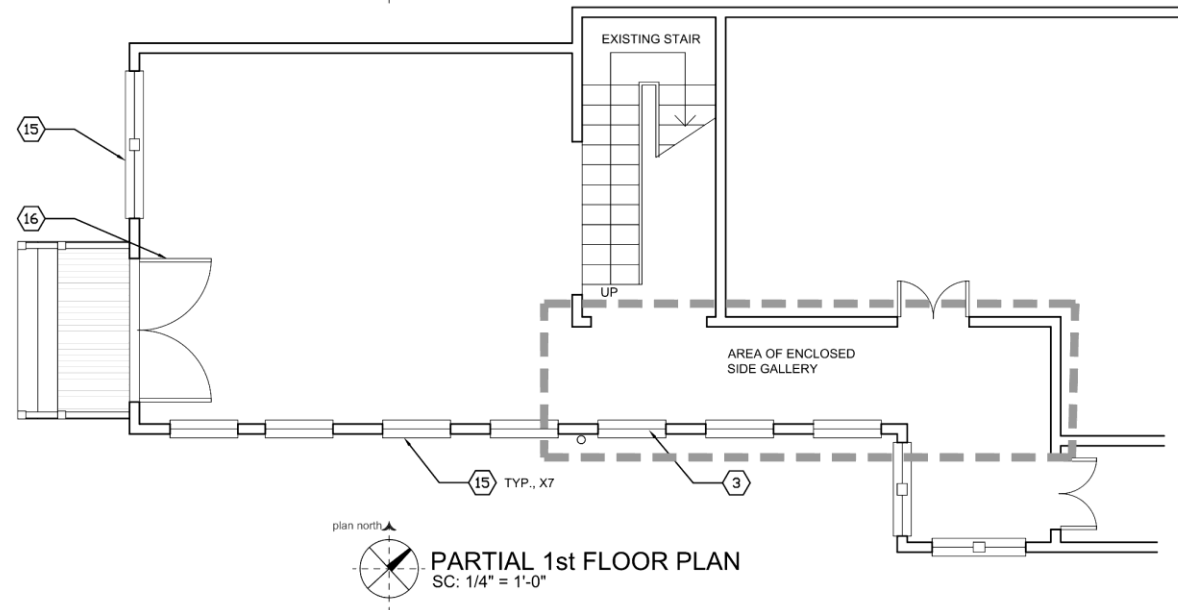 EXISTING STAIR
15
16
UP
AREA OF ENCLOSED
SIDE GALLERY
15 TYP., X7
3
plan north
PARTIAL 1st FLOOR PLAN
SC: 1/4" = 1'-0"